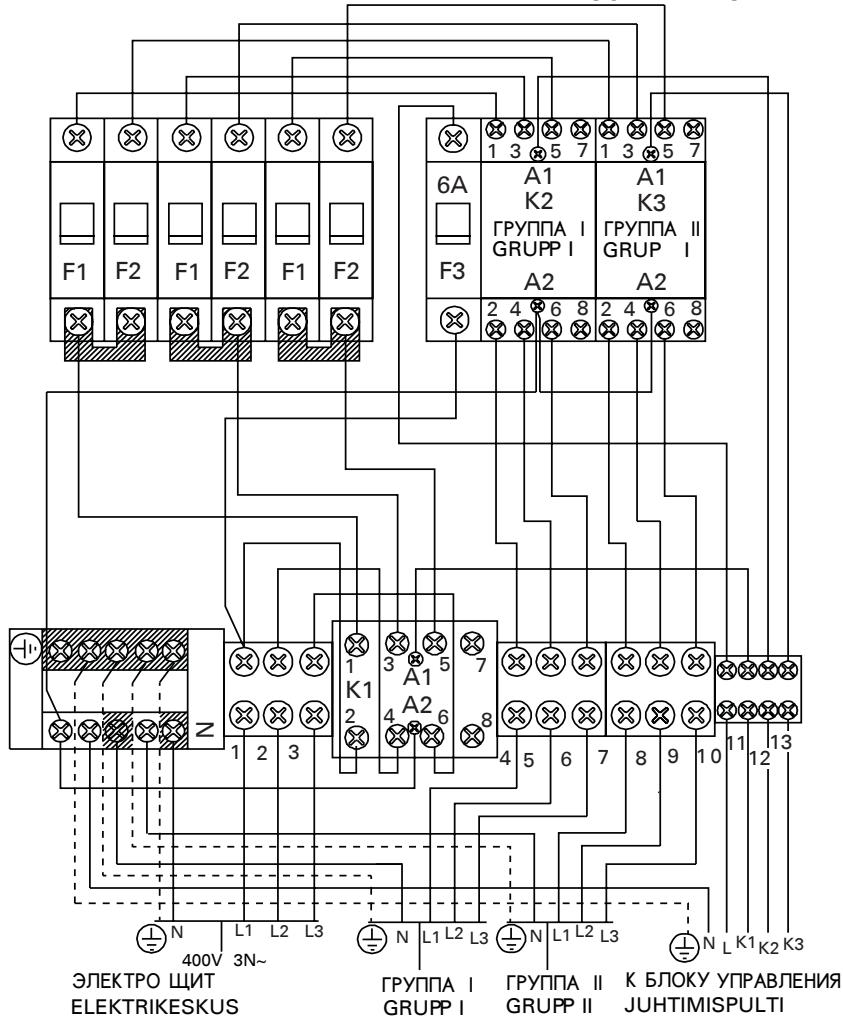 1 3 5 7 1 3 5 7
6A A1 A1
K2 K3
ГРУППА I ГРУППА II
GRUPP I GRUP I
F1 F2 F1 F2 F1 F2 F3
A2 A2
2 4 6 8 2 4 6 8
1 3 5 7
K1 A1
A2
2 4 6 8
N
1 2 3 4 5 6 7 8 9 10 11 12 13
N L1 L2 L3 N L1 L2 L3 N L1 L2 L3 N L K1 K2 K3
400V 3N~
ЭЛЕКТРО ЩИТ
ELEKTRIKESKUS
ГРУППА I
GRUPP I
ГРУППА II
GRUPP II
К БЛОКУ УПРАВЛЕНИЯ
JUHTIMISPULTI